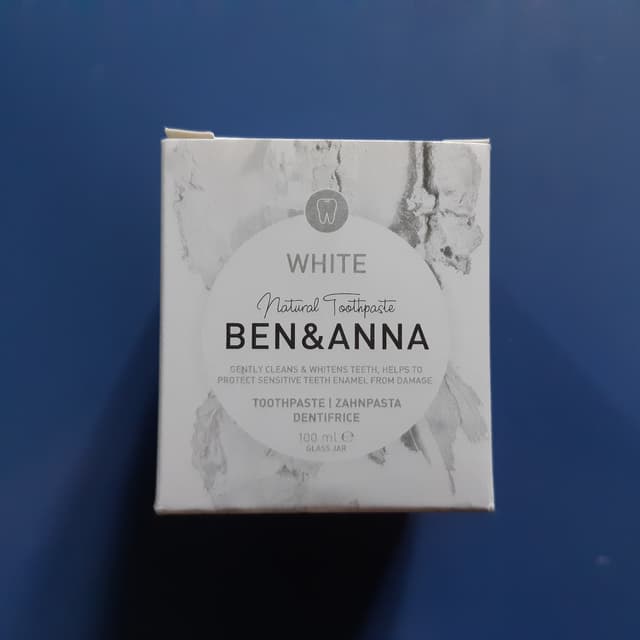 WHITE
Natural Toothpaste
BEN&ANNA
GENTLY CLEANS & WHITENS TEETH, HELPS TO
PROTECT SENSITIVE TEETH ENAMEL FROM DAMAGE
TOOTHPASTE | ZAHNPASTA
DENTIFRICE
100 ml ℮
GLASS JAR